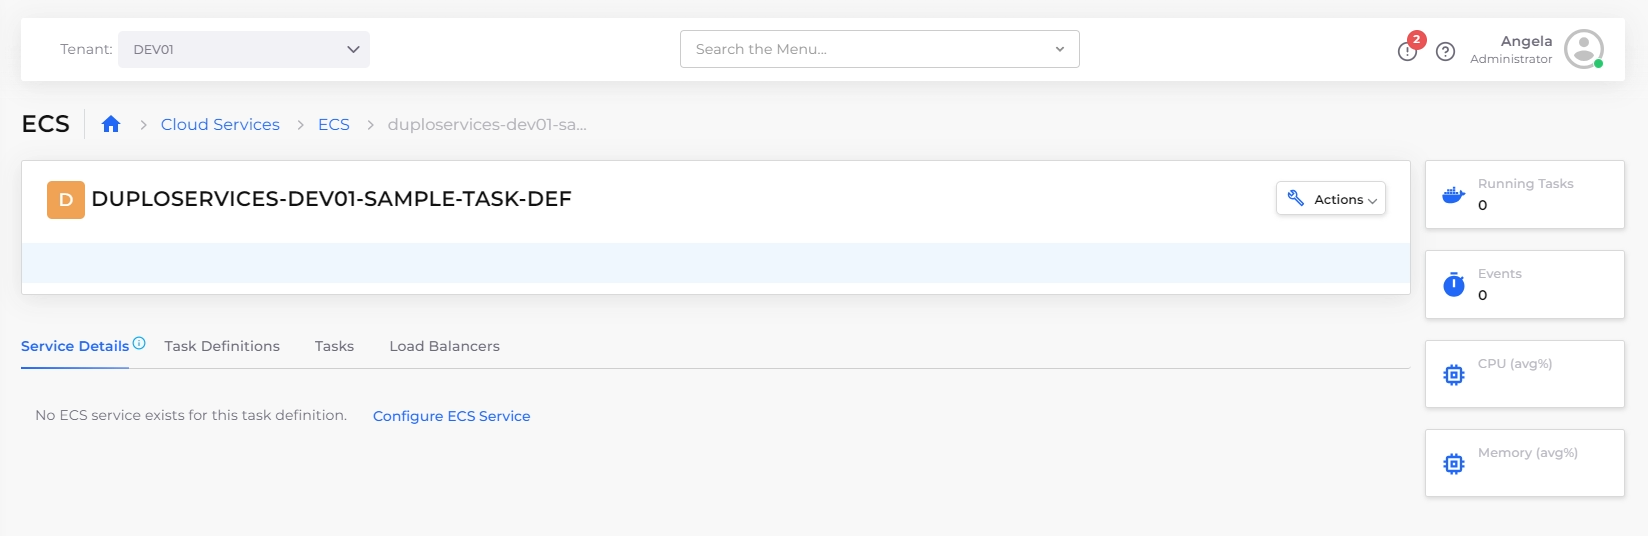 Tenant: DEV01
Search the Menu...
2
Angela
Administrator
ECS
Cloud Services
ECS
duploservices-dev01-sa...
D
DUPLOSERVICES-DEV01-SAMPLE-TASK-DEF
Actions
Running Tasks
0
Events
0
CPU (avg%)
Memory (avg%)
Service Details
Task Definitions
Tasks
Load Balancers
No ECS service exists for this task definition. Configure ECS Service